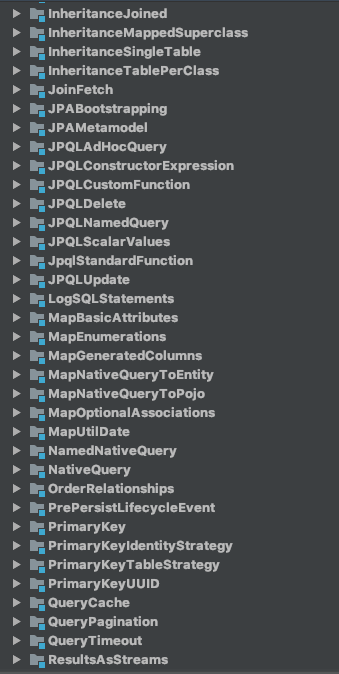 InheritanceJoined
InheritanceMappedSuperclass
InheritanceSingleTable
InheritanceTablePerClass
JoinFetch
JPABootstrapping
JPAMetamodel
JPQLAdHocQuery
JPQLConstructorExpression
JPQLCustomFunction
JPQLDelete
JPQLNamedQuery
JPQLScalarValues
JpqlStandardFunction
JPQLUpdate
LogSQLStatements
MapBasicAttributes
MapEnumerations
MapGeneratedColumns
MapNativeQueryToEntity
MapNativeQueryToPojo
MapOptionalAssociations
MapUtilDate
NamedNativeQuery
NativeQuery
OrderRelationships
PrePersistLifecycleEvent
PrimaryKey
PrimaryKeyIdentityStrategy
PrimaryKeyTableStrategy
PrimaryKeyUUID
QueryCache
QueryPagination
QueryTimeout
ResultsAsStreams